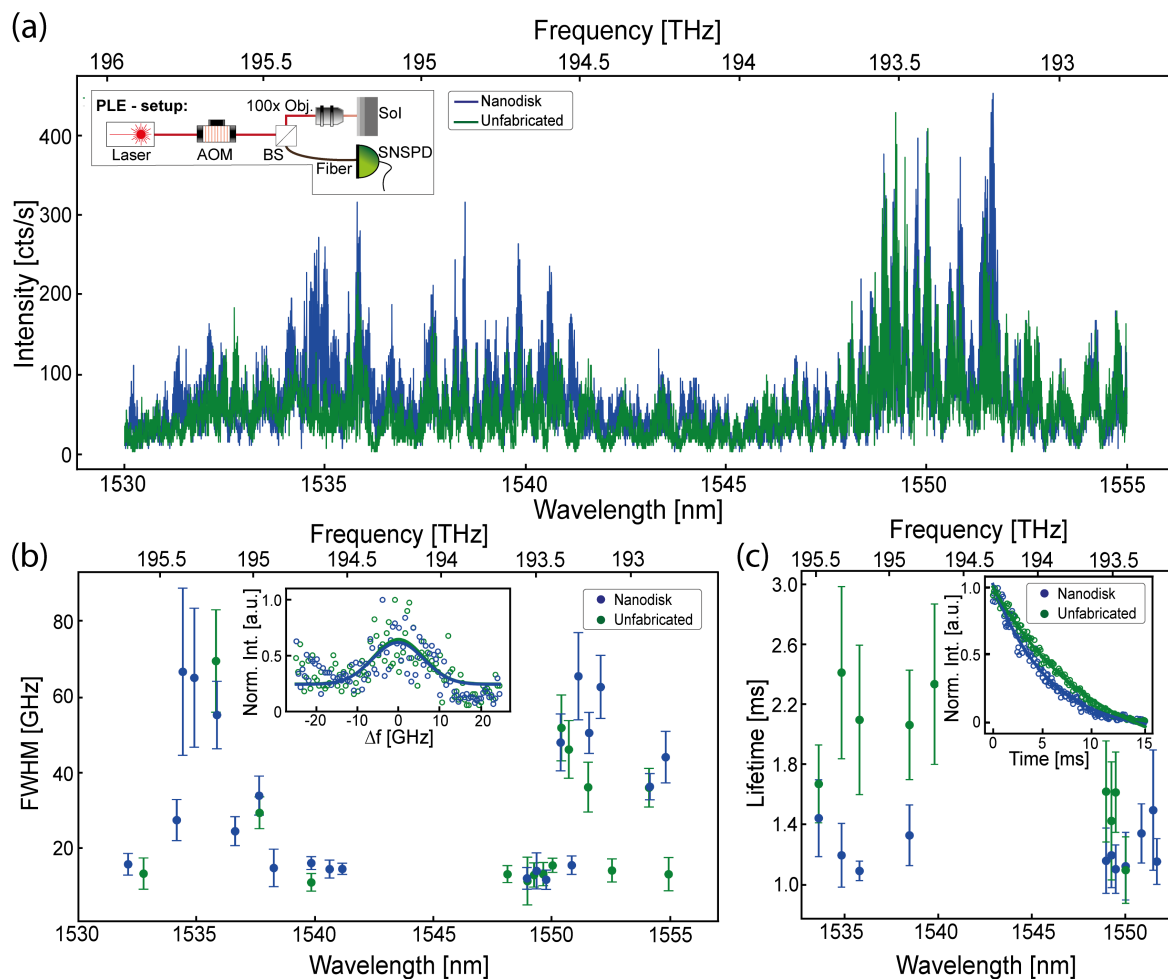 (a)
Frequency [THz]
196 195.5 195 194.5 194 193.5 193
PLE - setup:
100x Obj.
SoI
Laser AOM BS Fiber SNSPD
Nanodisk
Unfabricated
Intensity [cts/s]
400
300
200
100
0
1530 1535 1540 1545 1550 1555
Wavelength [nm]
(b)
Frequency [THz]
195.5 195 194.5 194 193.5 193
FWHM [GHz]
80
60
40
20
Norm. Int. [a.u.]
1.0
0.5
0
-20 -10 0 10 20
Δf [GHz]
Nanodisk
Unfabricated
1530 1535 1540 1545 1550 1555
Wavelength [nm]
(c)
Frequency [THz]
195.5 195 194.5 194 193.5
Lifetime [ms]
3.0
2.6
2.2
1.8
1.4
1.0
Norm. Int. [a.u.]
1.0
0.5
0
0 5 10 15
Time [ms]
Nanodisk
Unfabricated
1535 1540 1545 1550
Wavelength [nm]